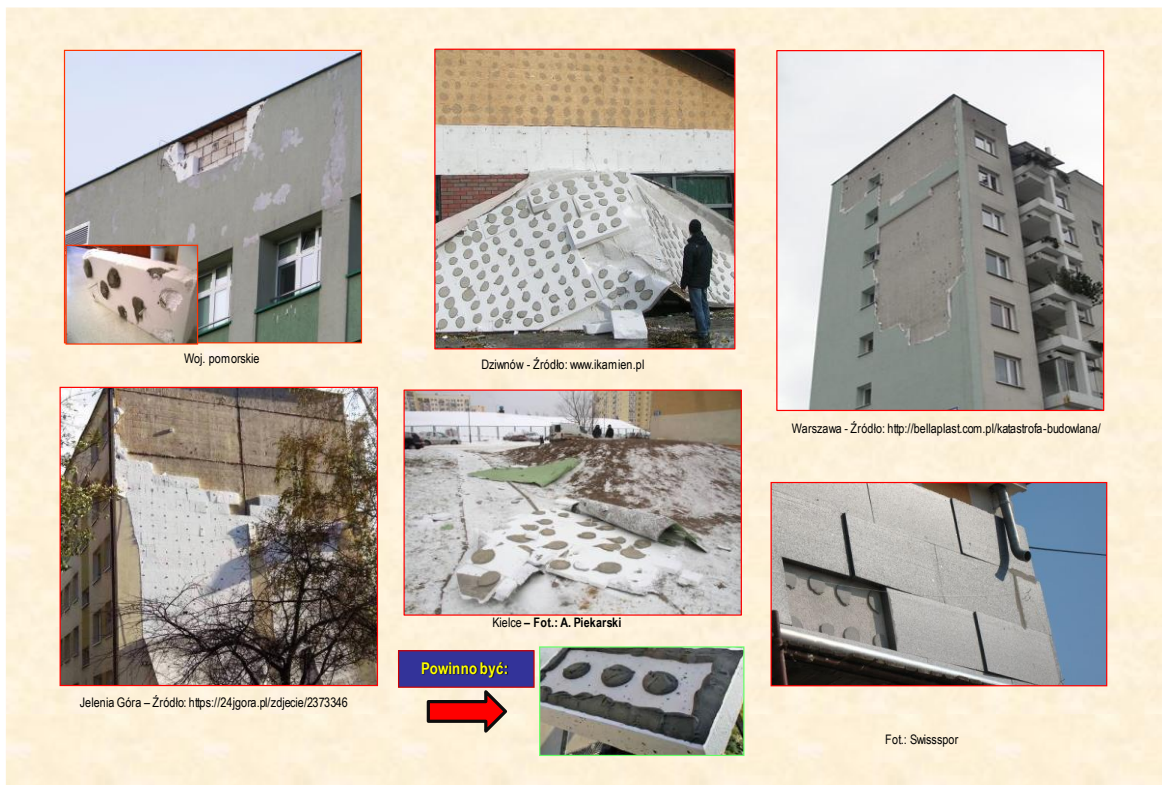 Woj. pomorskie
Dziwnów - Źródło: www.ikamien.pl
Warszawa - Źródło: http://bellaplast.com.pl/katastrofa-budowlana/
Jelenia Góra – Źródło: https://24jgora.pl/zdjecie/2373346
Kielce – Fot.: A. Piekarski
Powinno być:
Fot.: Swissspor